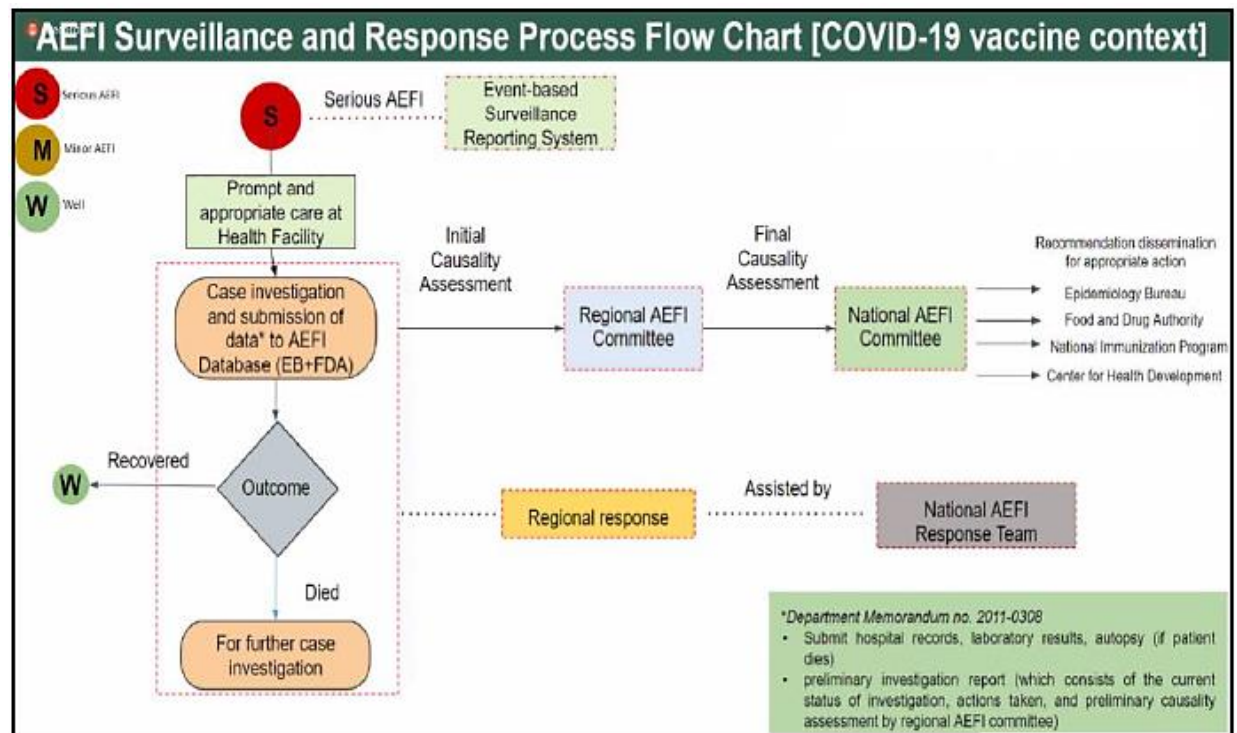 AEFI Surveillance and Response Process Flow Chart [COVID-19 vaccine context]
S Serious AEFI
M Minor AEFI
W Well
S
Serious AEFI
Event-based
Surveillance
Reporting System
Prompt and
appropriate care at
Health Facility
Case investigation
and submission of
data* to AEFI
Database (EB+FDA)
Initial
Causality
Assessment
Regional AEFI
Committee
Final
Causality
Assessment
National AEFI
Committee
Recommendation dissemination
for appropriate action
Epidemiology Bureau
Food and Drug Authority
National Immunization Program
Center for Health Development
Recovered
W
Outcome
Regional response
Assisted by
National AEFI
Response Team
Died
For further case
investigation
*Department Memorandum no. 2011-0308
• Submit hospital records, laboratory results, autopsy (if patient
dies)
• preliminary investigation report (which consists of the current
status of investigation, actions taken, and preliminary causality
assessment by regional AEFI committee)